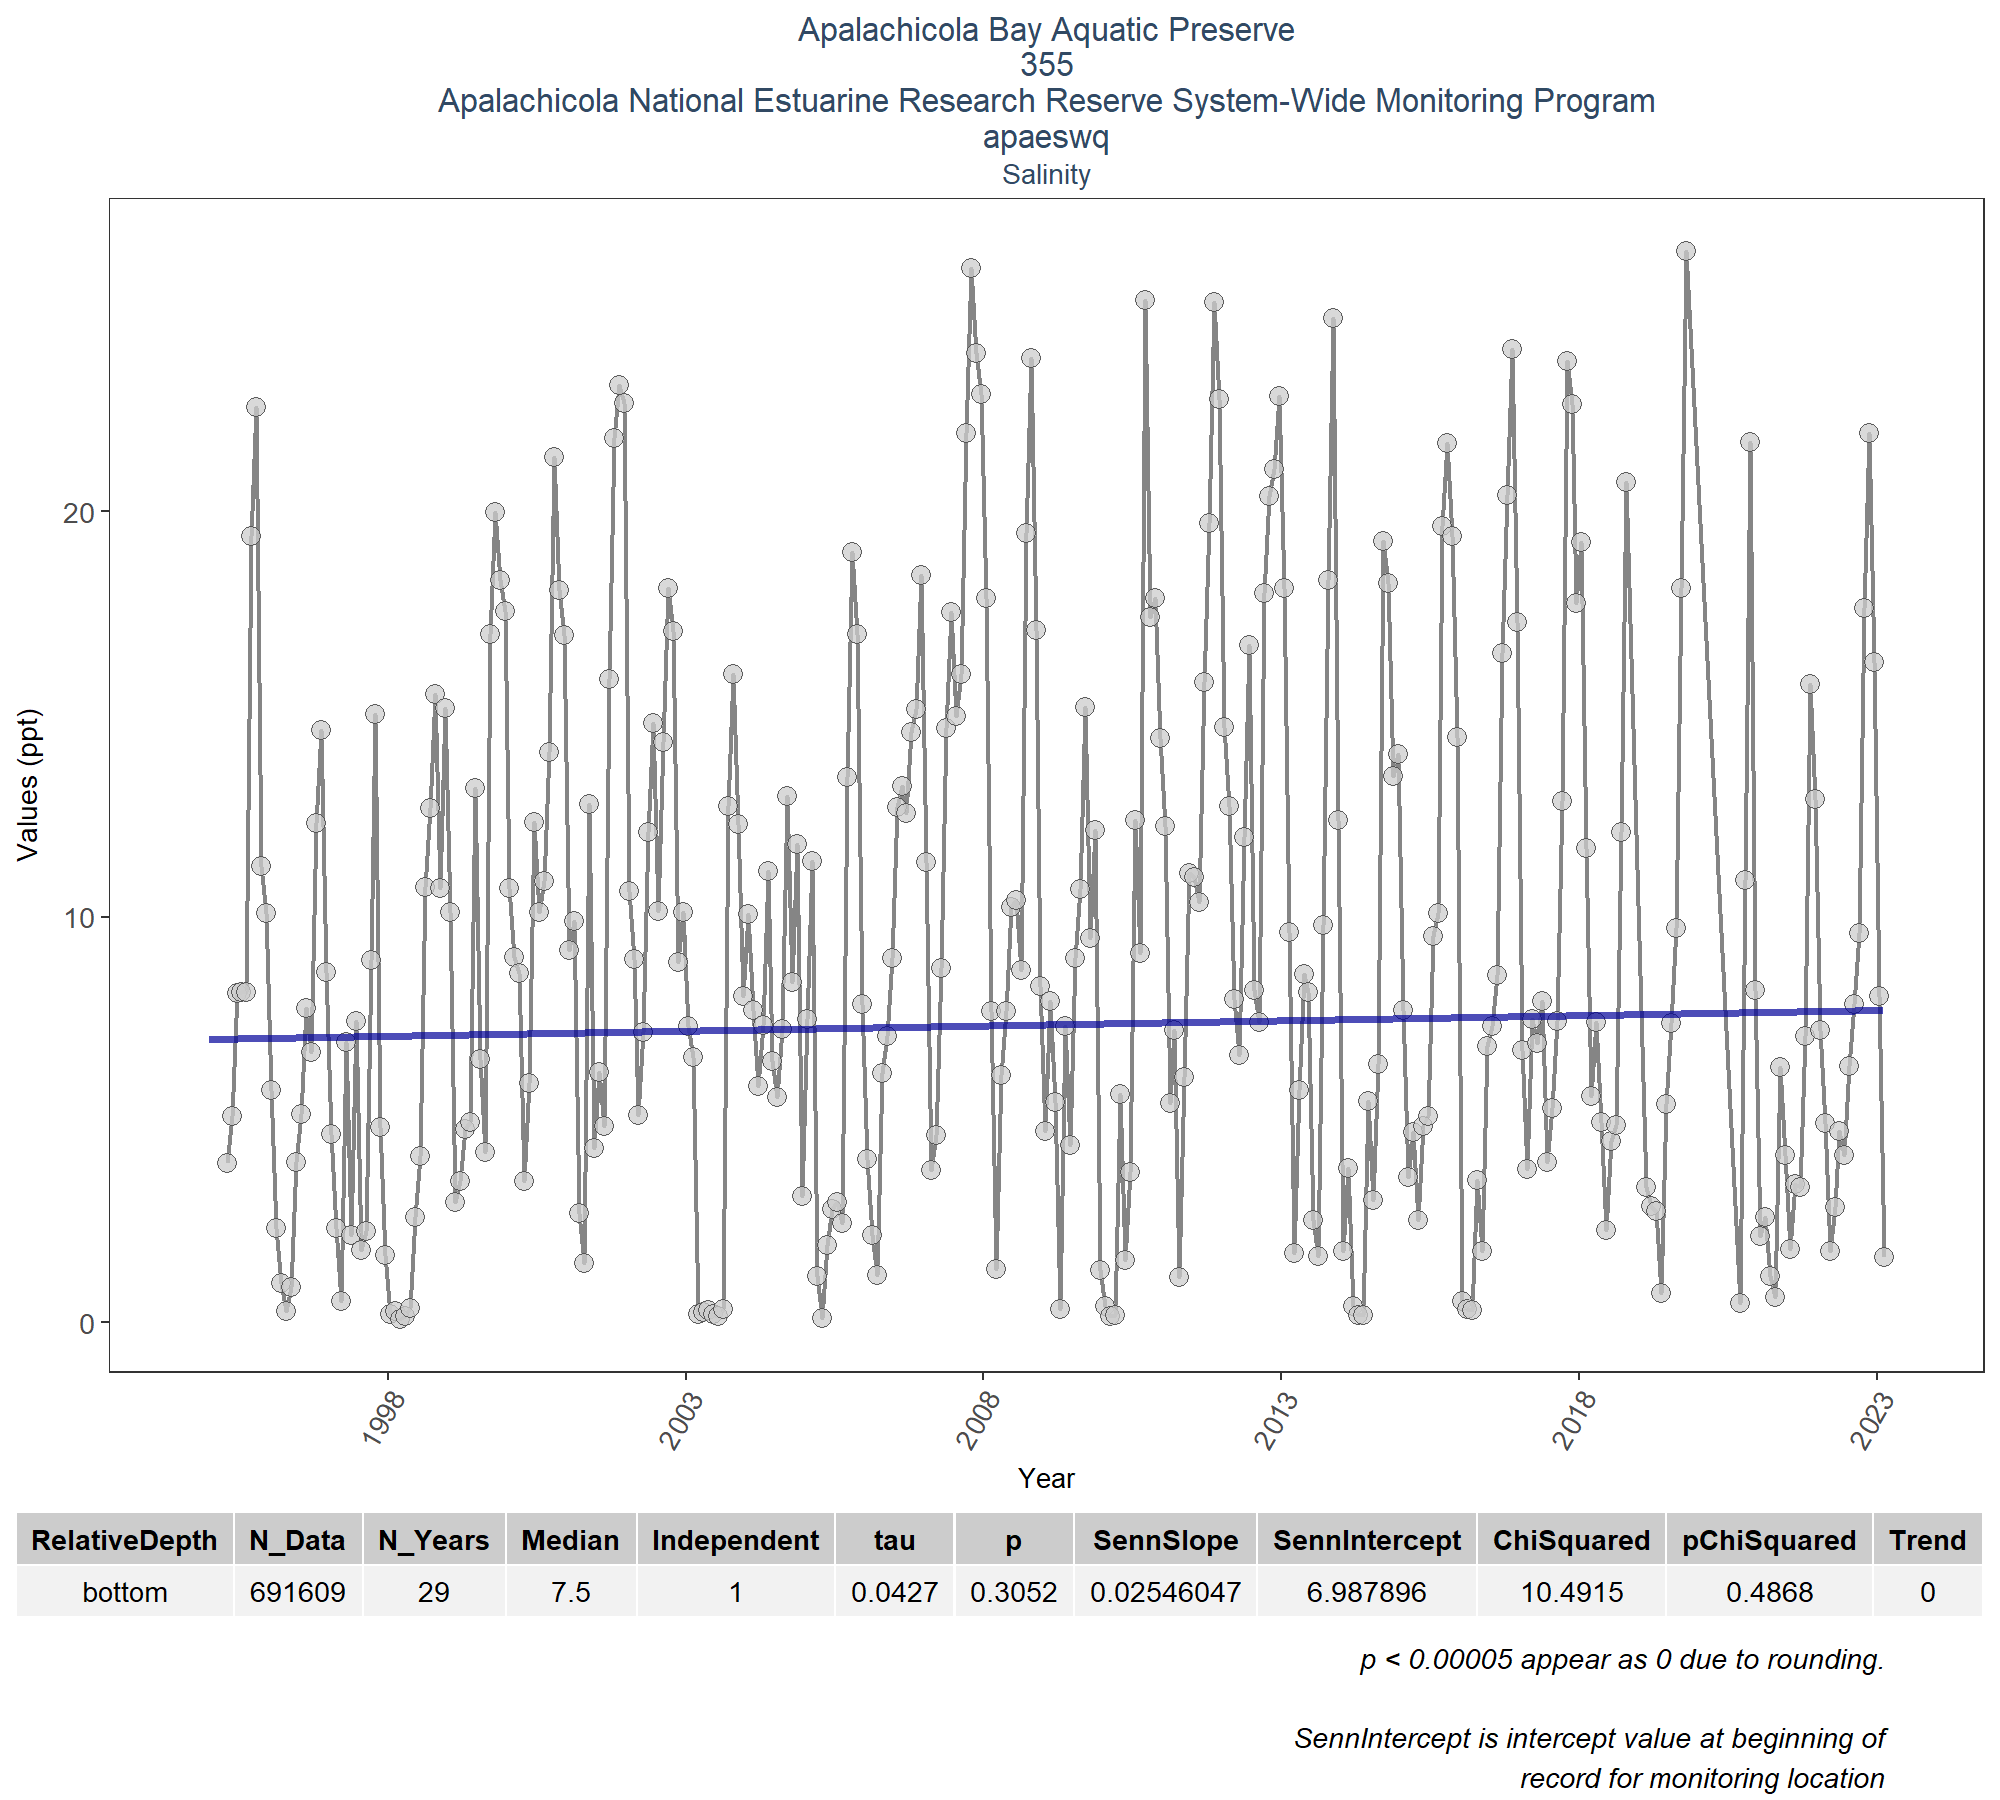 Apalachicola Bay Aquatic Preserve
355
Apalachicola National Estuarine Research Reserve System-Wide Monitoring Program
apaeswq
Salinity
Values (ppt)
20
10
0
1998
2003
2008
2013
2018
2023
Year
RelativeDepth N_Data N_Years Median Independent tau p SennSlope SennIntercept ChiSquared pChiSquared Trend
bottom 691609 29 7.5 1 0.0427 0.3052 0.02546047 6.987896 10.4915 0.4868 0
p < 0.00005 appear as 0 due to rounding.
SennIntercept is intercept value at beginning of
record for monitoring location